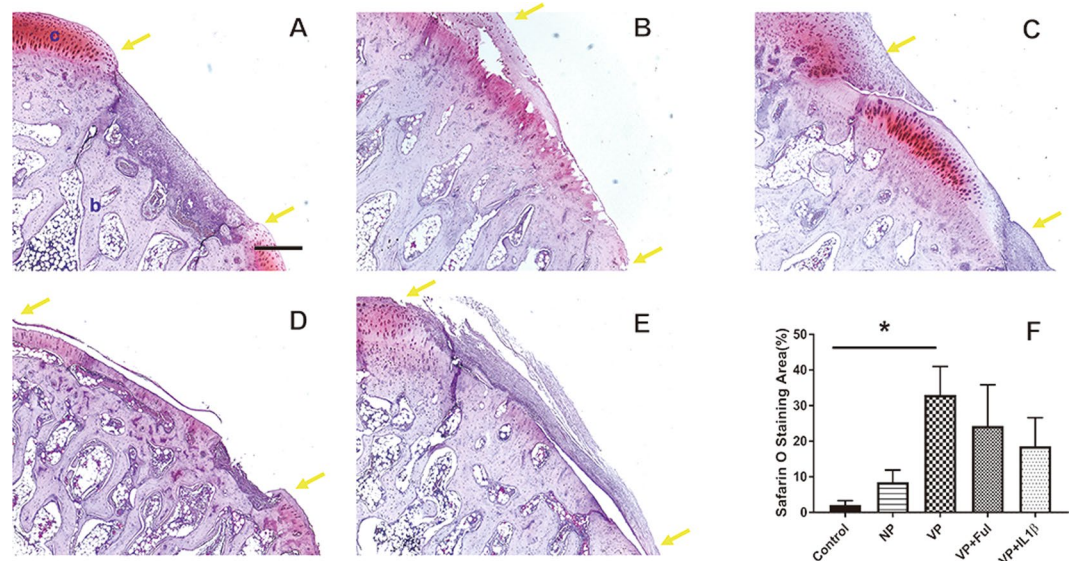 A
B
C
c
b
D
E
F
*
Safarin O Staining Area(%)
50
40
30
20
10
0
Control
NP
VP
VP+Ful
VP+IL1β